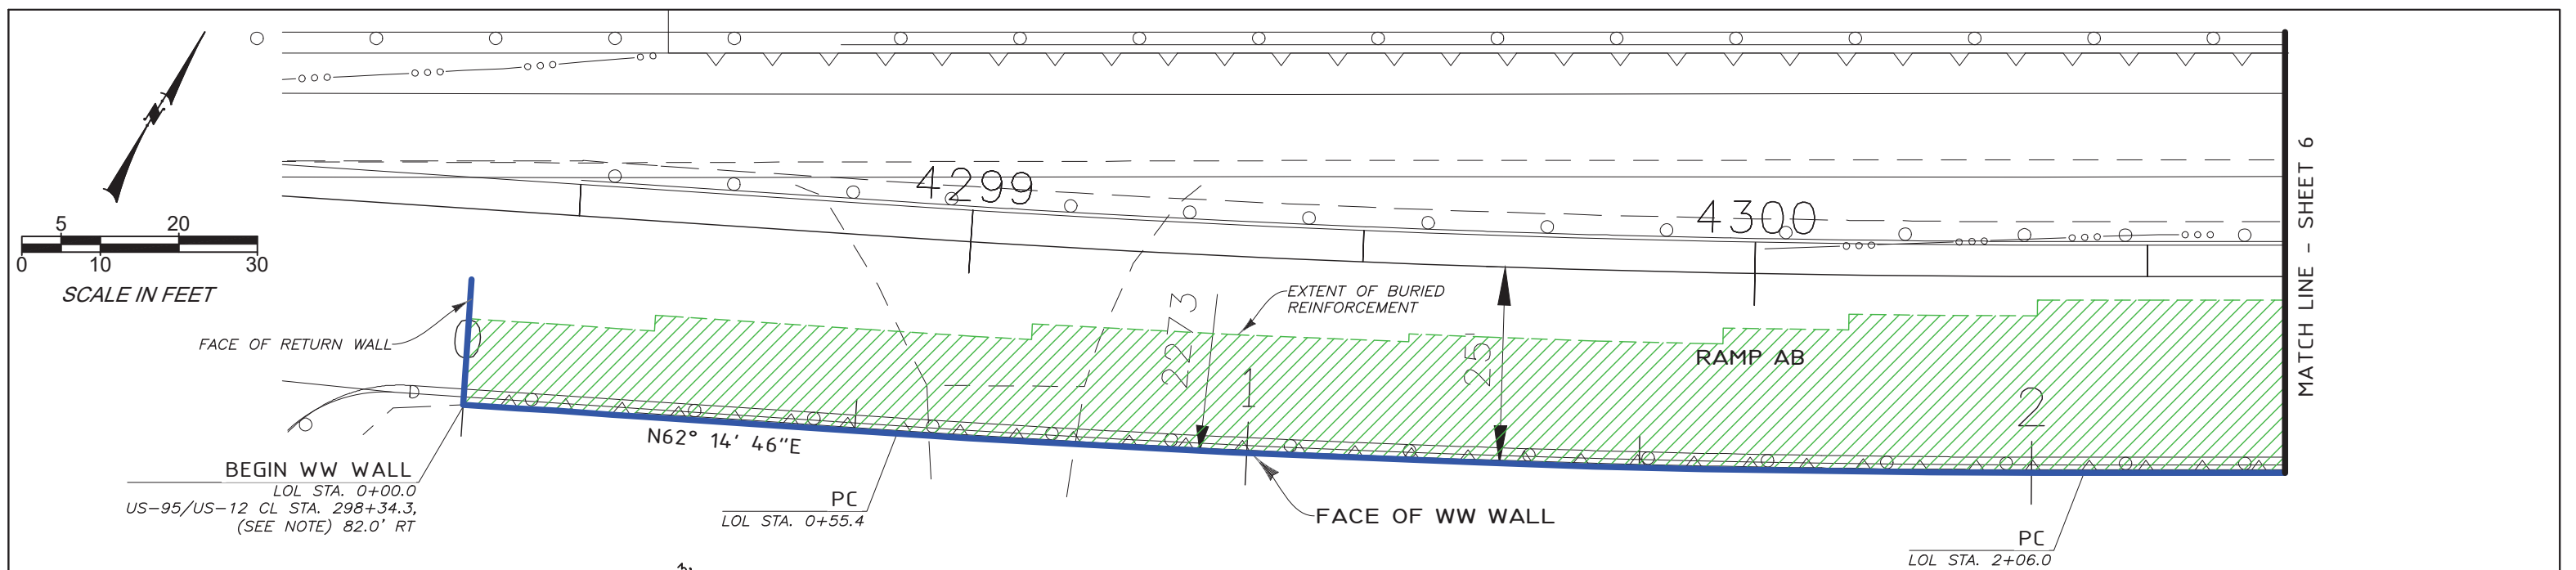 4299
4300
5 20
0 10 30
SCALE IN FEET
MATCH LINE - SHEET 6
EXTENT OF BURIED
REINFORCEMENT
FACE OF RETURN WALL
0
2273
25'
RAMP AB
1
2
D
N62° 14' 46"E
BEGIN WW WALL
LOL STA. 0+00.0
US-95/US-12 CL STA. 298+34.3,
(SEE NOTE) 82.0' RT
PC
LOL STA. 0+55.4
FACE OF WW WALL
PC
LOL STA. 2+06.0